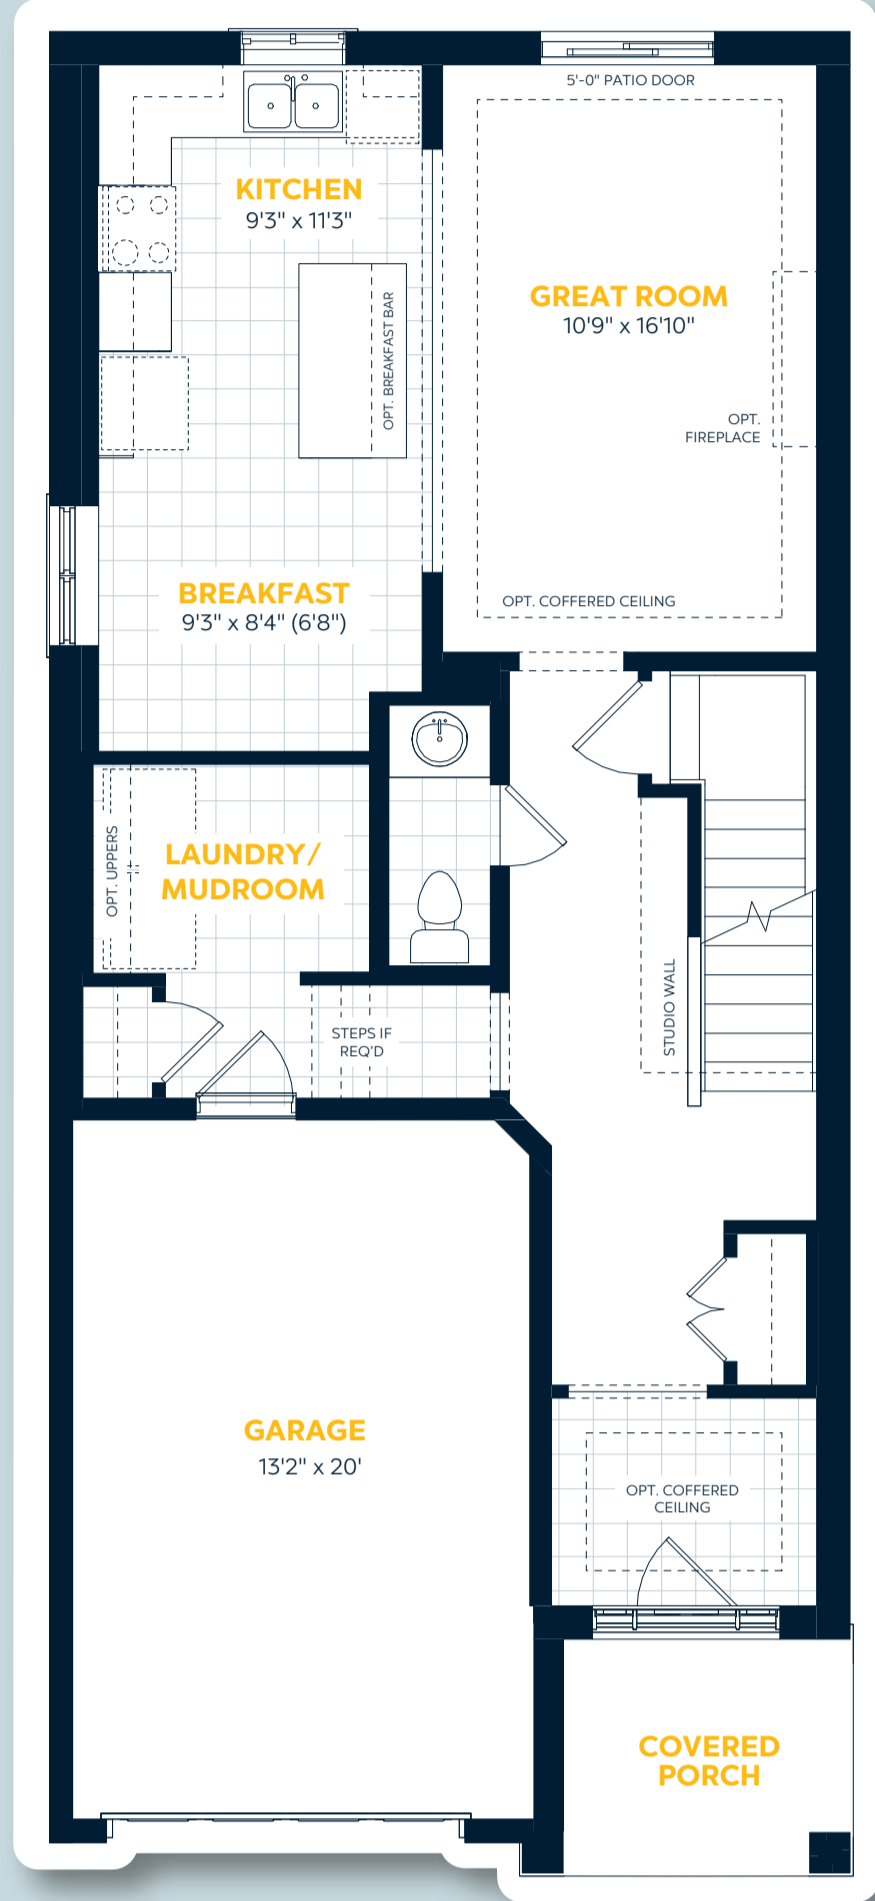 5'-0" PATIO DOOR
KITCHEN
9'3" x 11'3"
GREAT ROOM
10'9" x 16'10"
OPT. BREAKFAST BAR
OPT.
FIREPLACE
BREAKFAST
9'3" x 8'4" (6'8")
OPT. COFFERED CEILING
OPT. UPPERS
LAUNDRY/
MUDROOM
STUDIO WALL
STEPS IF
REQ'D
GARAGE
13'2" x 20'
OPT. COFFERED
CEILING
COVERED
PORCH